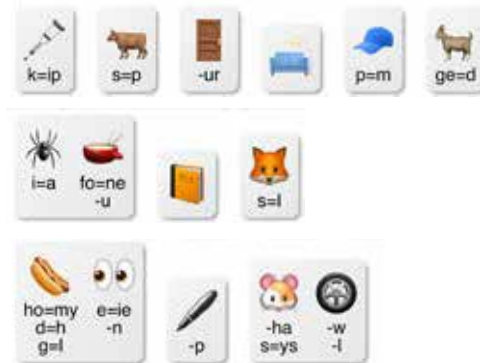 k=ip s=p -ur p=m ge=d
i=a fo=ne
-u
s=l
ho=my e=ie
d=h -n
g=l
-p
-ha -w
s=ys -l